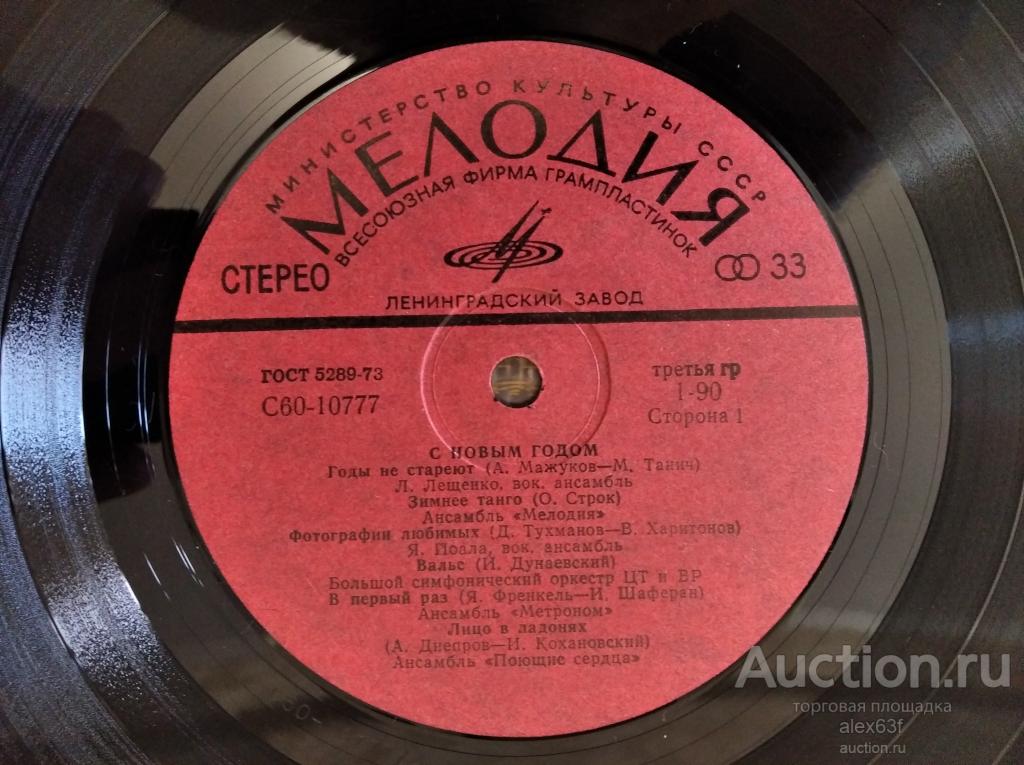 МИНИСТЕРСТВО КУЛЬТУРЫ СССР
МЕЛОДИЯ
ВСЕСОЮЗНАЯ ФИРМА ГРАМПЛАСТИНОК
СТЕРЕО
33
ЛЕНИНГРАДСКИЙ ЗАВОД
ГОСТ 5289-73
третья гр
С60-10777
1-90
Сторона 1
С НОВЫМ ГОДОМ
Годы не стареют (А. Мажуков—М. Танич)
Л. Лещенко, вок. ансамбль
Зимнее танго (О. Строк)
Ансамбль «Мелодия»
Фотографии любимых (Д. Тухманов—В. Харитонов)
Я. Йоала, вок. ансамбль
Вальс (И. Дунаевский)
Большой симфонический оркестр ЦТ и ВР
В первый раз (Я. Френкель—И. Шаферан)
Ансамбль «Метроном»
Лицо в ладонях
(А. Днепров—И. Кохановский)
Ансамбль «Поющие сердца»
Auction.ru
торговая площадка
alex63f
auction.ru